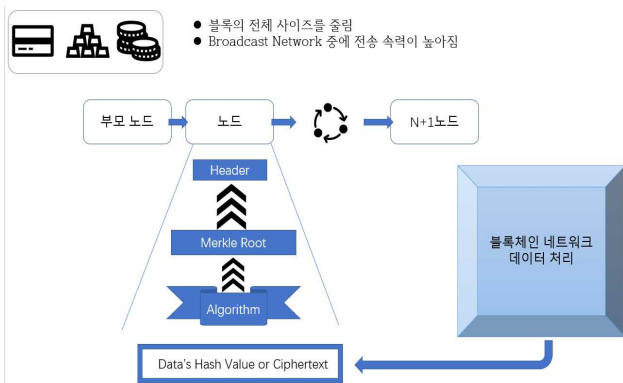 ● 블록의 전체 사이즈를 줄림
● Broadcast Network 중에 전송 속력이 높아짐
부모 노드
노드
N+1노드
Header
Merkle Root
Algorithm
Data's Hash Value or Ciphertext
블록체인 네트워크
데이터 처리